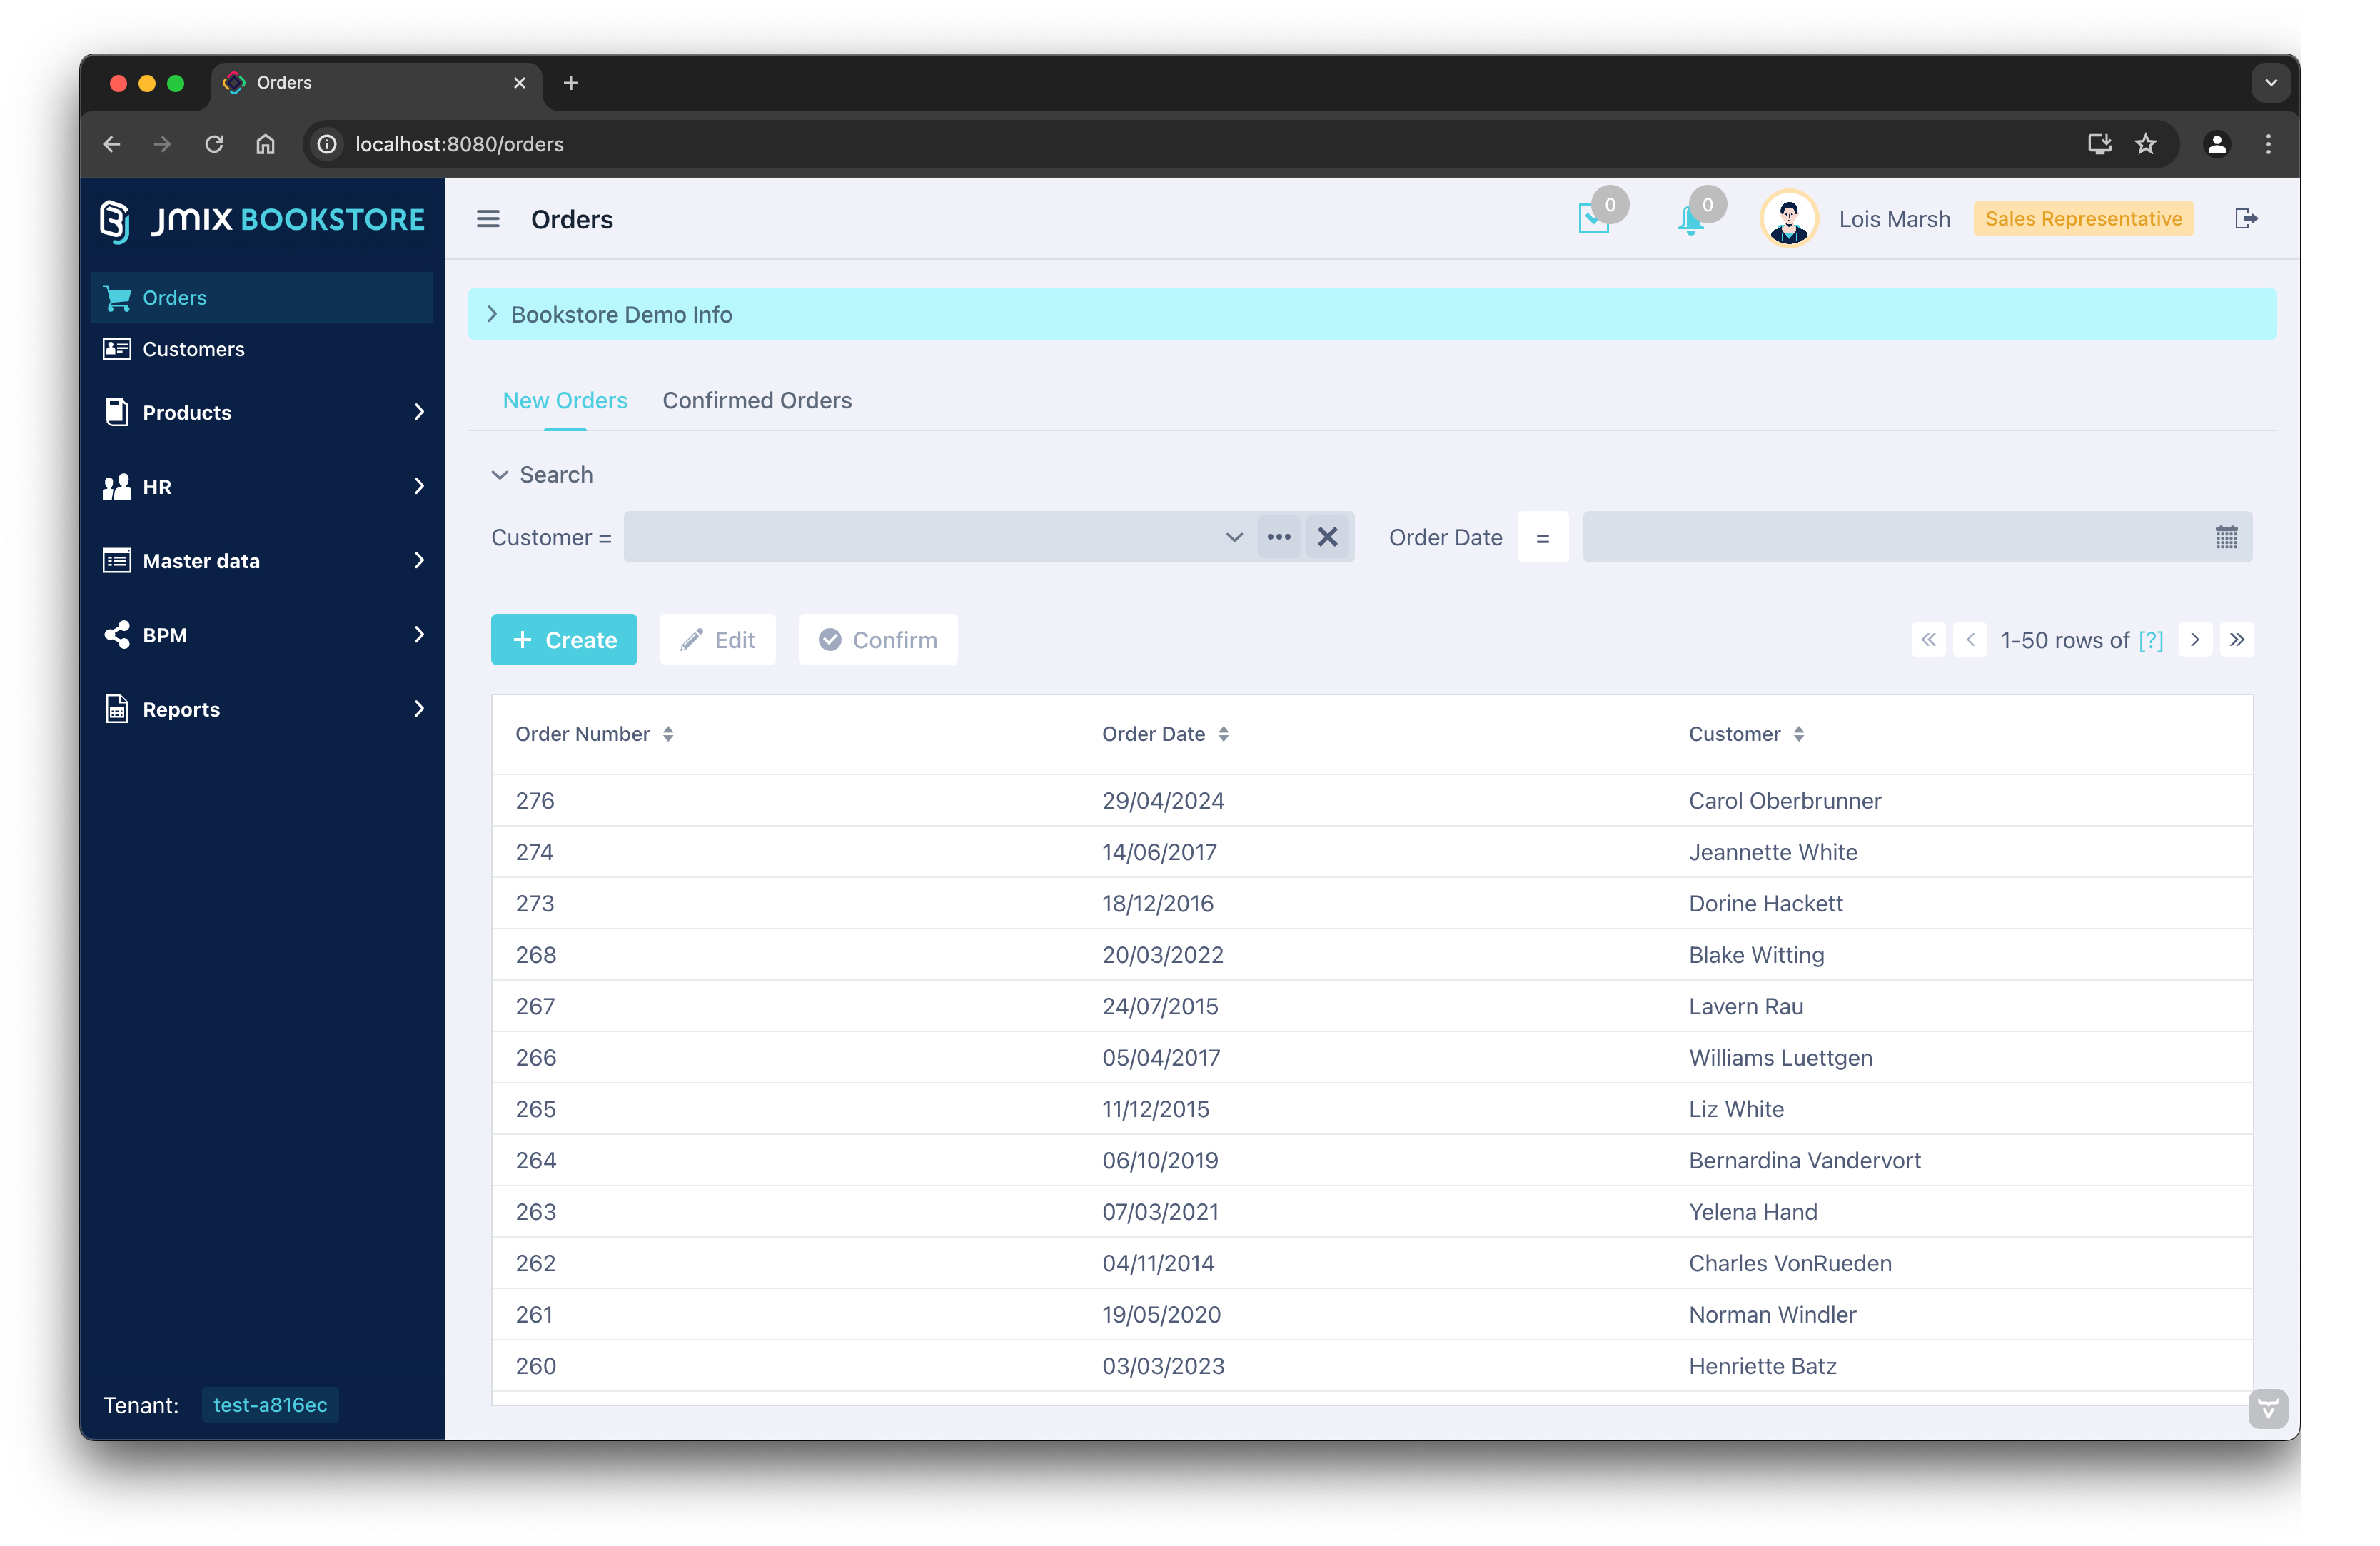 Orders
localhost:8080/orders
JMIX BOOKSTORE
Orders
0
0
Lois Marsh
Sales Representative
Orders
Customers
Products
HR
Master data
BPM
Reports
Tenant: test-a816ec
Bookstore Demo Info
New Orders Confirmed Orders
Search
Customer = Order Date =
+ Create Edit Confirm 1-50 rows of [?]
Order Number Order Date Customer
276 29/04/2024 Carol Oberbrunner
274 14/06/2017 Jeannette White
273 18/12/2016 Dorine Hackett
268 20/03/2022 Blake Witting
267 24/07/2015 Lavern Rau
266 05/04/2017 Williams Luettgen
265 11/12/2015 Liz White
264 06/10/2019 Bernardina Vandervort
263 07/03/2021 Yelena Hand
262 04/11/2014 Charles VonRueden
261 19/05/2020 Norman Windler
260 03/03/2023 Henriette Batz